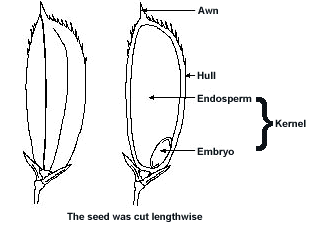 Awn
Hull
Endosperm
Kernel
Embryo
The seed was cut lengthwise